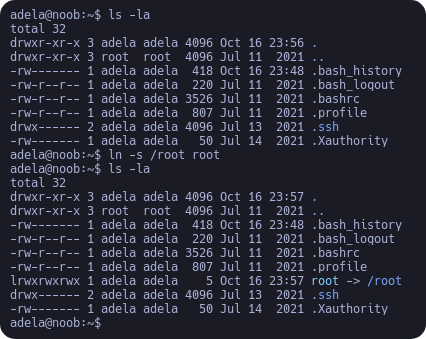 adela@noob:~$ ls -la
total 32
drwxr-xr-x 3 adela adela 4096 Oct 16 23:56 .
drwxr-xr-x 3 root  root  4096 Jul 11  2021 ..
-rw------- 1 adela adela  418 Oct 16 23:48 .bash_history
-rw-r--r-- 1 adela adela  220 Jul 11  2021 .bash_logout
-rw-r--r-- 1 adela adela 3526 Jul 11  2021 .bashrc
-rw-r--r-- 1 adela adela  807 Jul 11  2021 .profile
drwx------ 2 adela adela 4096 Jul 13  2021 .ssh
-rw------- 1 adela adela   50 Jul 14  2021 .Xauthority
adela@noob:~$ ln -s /root root
adela@noob:~$ ls -la
total 32
drwxr-xr-x 3 adela adela 4096 Oct 16 23:57 .
drwxr-xr-x 3 root  root  4096 Jul 11  2021 ..
-rw------- 1 adela adela  418 Oct 16 23:48 .bash_history
-rw-r--r-- 1 adela adela  220 Jul 11  2021 .bash_logout
-rw-r--r-- 1 adela adela 3526 Jul 11  2021 .bashrc
-rw-r--r-- 1 adela adela  807 Jul 11  2021 .profile
lrwxrwxrwx 1 adela adela    5 Oct 16 23:57 root -> /root
drwx------ 2 adela adela 4096 Jul 13  2021 .ssh
-rw------- 1 adela adela   50 Jul 14  2021 .Xauthority
adela@noob:~$